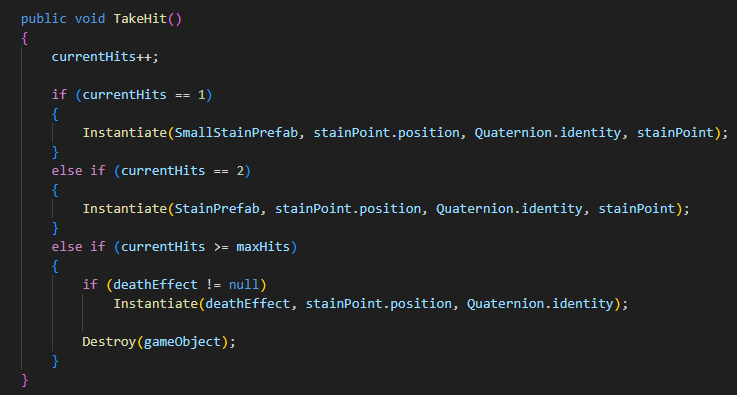 public void TakeHit()
{
currentHits++;
if (currentHits == 1)
{
Instantiate(SmallStainPrefab, stainPoint.position, Quaternion.identity, stainPoint);
}
else if (currentHits == 2)
{
Instantiate(StainPrefab, stainPoint.position, Quaternion.identity, stainPoint);
}
else if (currentHits >= maxHits)
{
if (deathEffect != null)
Instantiate(deathEffect, stainPoint.position, Quaternion.identity);
Destroy(gameObject);
}
}